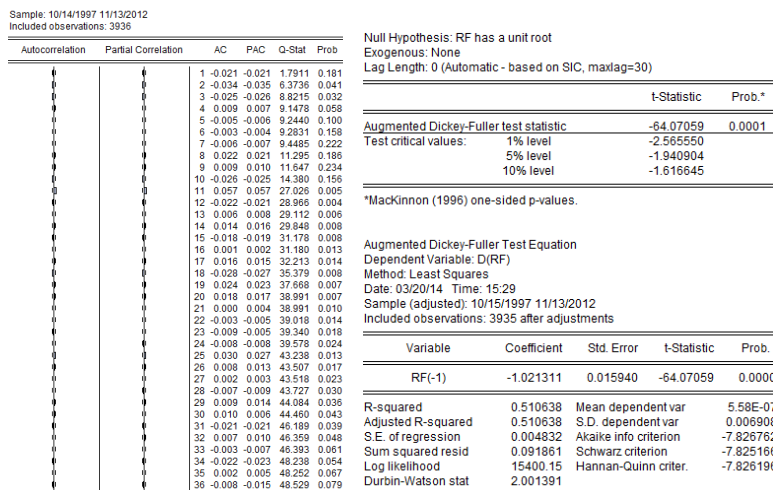 Sample: 10/14/1997 11/13/2012
Included observations: 3936
Autocorrelation Partial Correlation AC PAC Q-Stat Prob
1 -0.021 -0.021 1.7911 0.181
2 -0.034 -0.035 6.3736 0.041
3 -0.025 -0.026 8.8215 0.032
4 0.009 0.007 9.1478 0.058
5 -0.005 -0.006 9.2440 0.100
6 -0.003 -0.004 9.2831 0.158
7 -0.006 -0.007 9.4485 0.222
8 0.022 0.021 11.295 0.186
9 0.009 0.010 11.647 0.234
10 -0.026 -0.025 14.380 0.156
11 0.057 0.057 27.026 0.005
12 -0.022 -0.021 28.966 0.004
13 0.006 0.008 29.112 0.006
14 0.014 0.016 29.848 0.008
15 -0.018 -0.019 31.178 0.008
16 0.001 0.002 31.180 0.013
17 0.016 0.015 32.213 0.014
18 -0.028 -0.027 35.379 0.008
19 0.024 0.023 37.668 0.007
20 0.018 0.017 38.991 0.007
21 0.000 0.004 38.991 0.010
22 -0.003 -0.005 39.018 0.014
23 -0.009 -0.005 39.340 0.018
24 -0.008 -0.008 39.578 0.024
25 0.030 0.027 43.238 0.013
26 0.008 0.013 43.507 0.017
27 0.002 0.003 43.518 0.023
28 -0.007 -0.009 43.727 0.030
29 0.009 0.014 44.084 0.036
30 0.010 0.006 44.460 0.043
31 -0.021 -0.021 46.189 0.039
32 0.007 0.010 46.359 0.048
33 -0.003 -0.007 46.393 0.061
34 -0.022 -0.023 48.238 0.054
35 0.002 0.005 48.252 0.067
36 -0.008 -0.015 48.529 0.079
Null Hypothesis: RF has a unit root
Exogenous: None
Lag Length: 0 (Automatic - based on SIC, maxlag=30)
t-Statistic Prob.*
Augmented Dickey-Fuller test statistic -64.07059 0.0001
Test critical values: 1% level -2.565550
5% level -1.940904
10% level -1.616645
*MacKinnon (1996) one-sided p-values.
Augmented Dickey-Fuller Test Equation
Dependent Variable: D(RF)
Method: Least Squares
Date: 03/20/14 Time: 15:29
Sample (adjusted): 10/15/1997 11/13/2012
Included observations: 3935 after adjustments
Variable Coefficient Std. Error t-Statistic Prob.
RF(-1) -1.021311 0.015940 -64.07059 0.0000
R-squared 0.510638 Mean dependent var 5.58E-07
Adjusted R-squared 0.510638 S.D. dependent var 0.006908
S.E. of regression 0.004832 Akaike info criterion -7.826762
Sum squared resid 0.091861 Schwarz criterion -7.825166
Log likelihood 15400.15 Hannan-Quinn criter. -7.826196
Durbin-Watson stat 2.001391